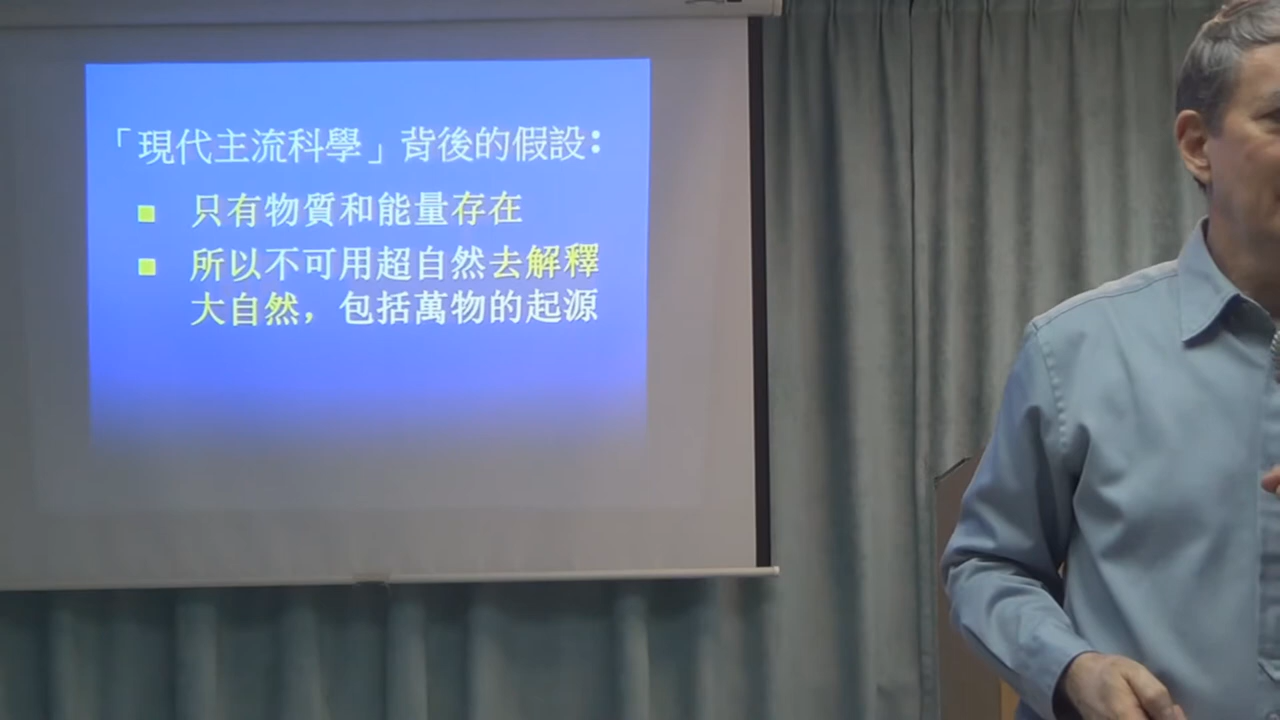 「現代主流科學」背後的假設：
■ 只有物質和能量存在
■ 所以不可用超自然去解釋
大自然，包括萬物的起源